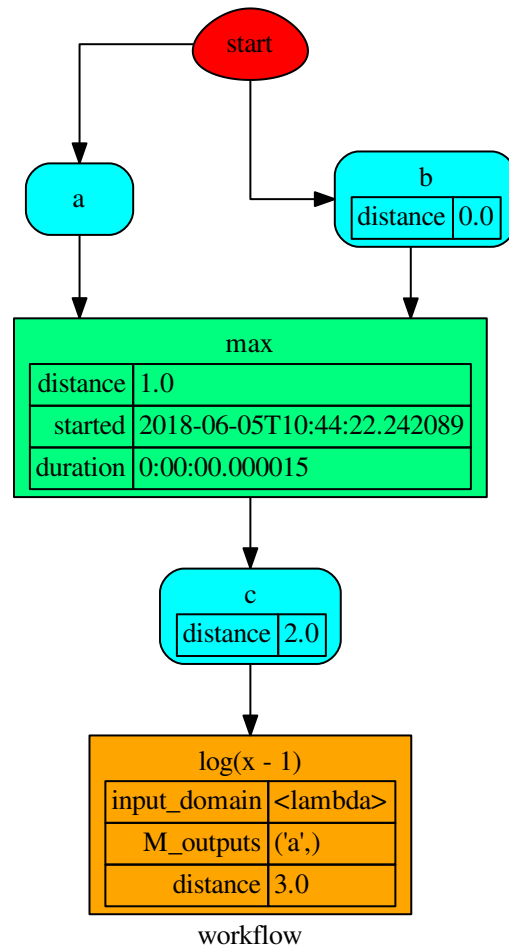 start
a
b
distance 0.0
max
distance 1.0
started 2018-06-05T10:44:22.242089
duration 0:00:00.000015
c
distance 2.0
log(x - 1)
input_domain <lambda>
M_outputs ('a',)
distance 3.0
workflow